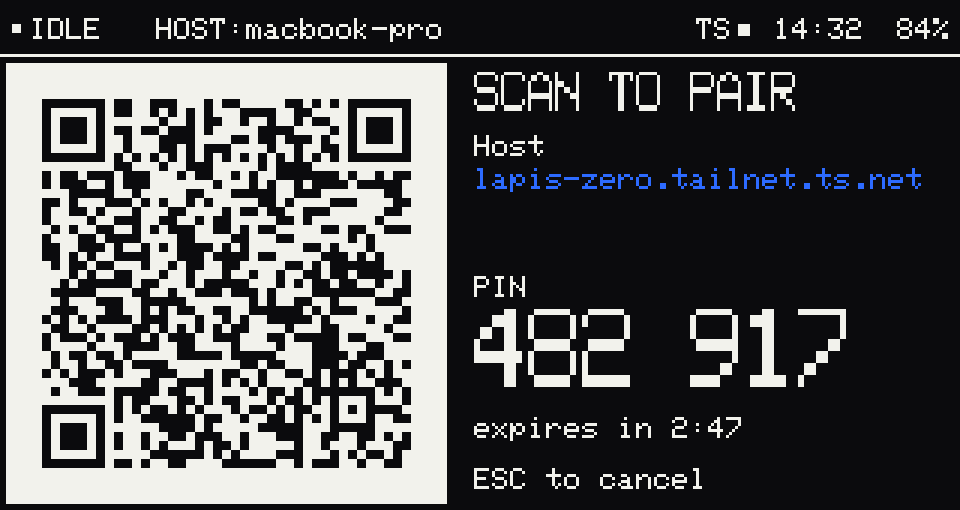 IDLE HOST:macbook-pro TS 14:32 84%
SCAN TO PAIR
Host
lapis-zero.tailnet.ts.net
PIN
482 917
expires in 2:47
ESC to cancel